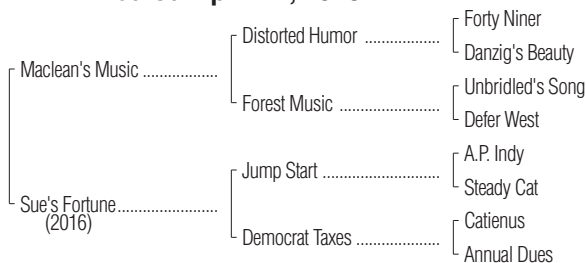 Forty Niner
Distorted Humor ..................
Danzig's Beauty
Maclean's Music ..................
Unbridled's Song
Forest Music ........................
Defer West
A.P. Indy
Jump Start ............................
Steady Cat
Sue's Fortune........................
(2016)
Catienus
Democrat Taxes ....................
Annual Dues